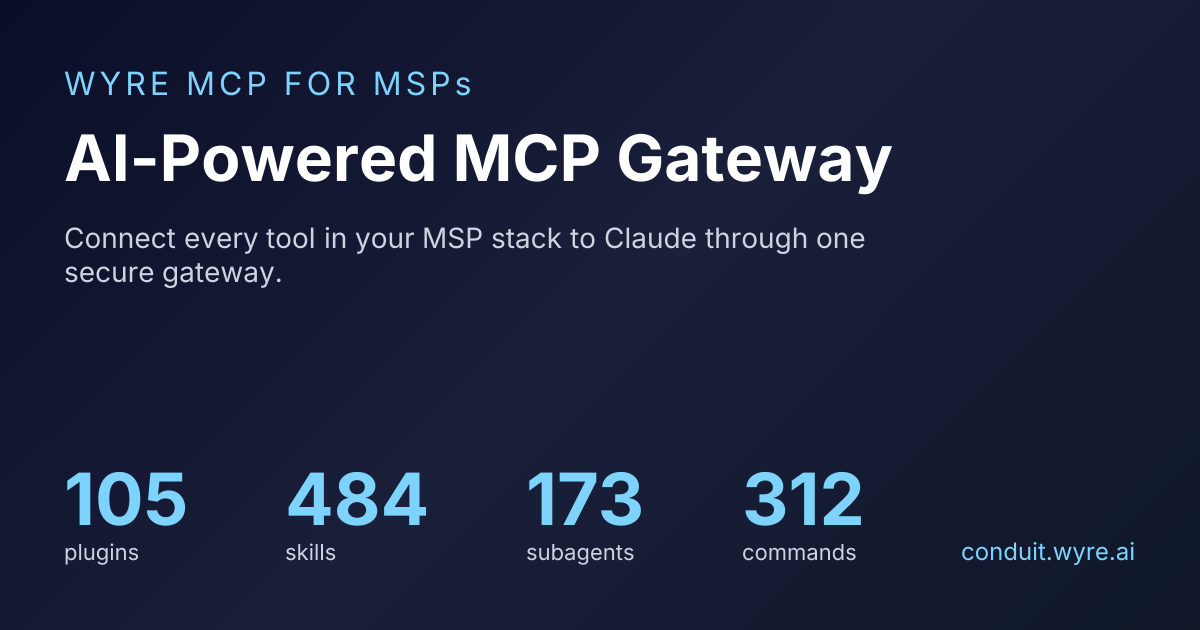 WYRE MCP FOR MSPs
AI-Powered MCP Gateway
Connect every tool in your MSP stack to Claude through one
secure gateway.
105
plugins
484
skills
173
subagents
312
commands
conduit.wyre.ai